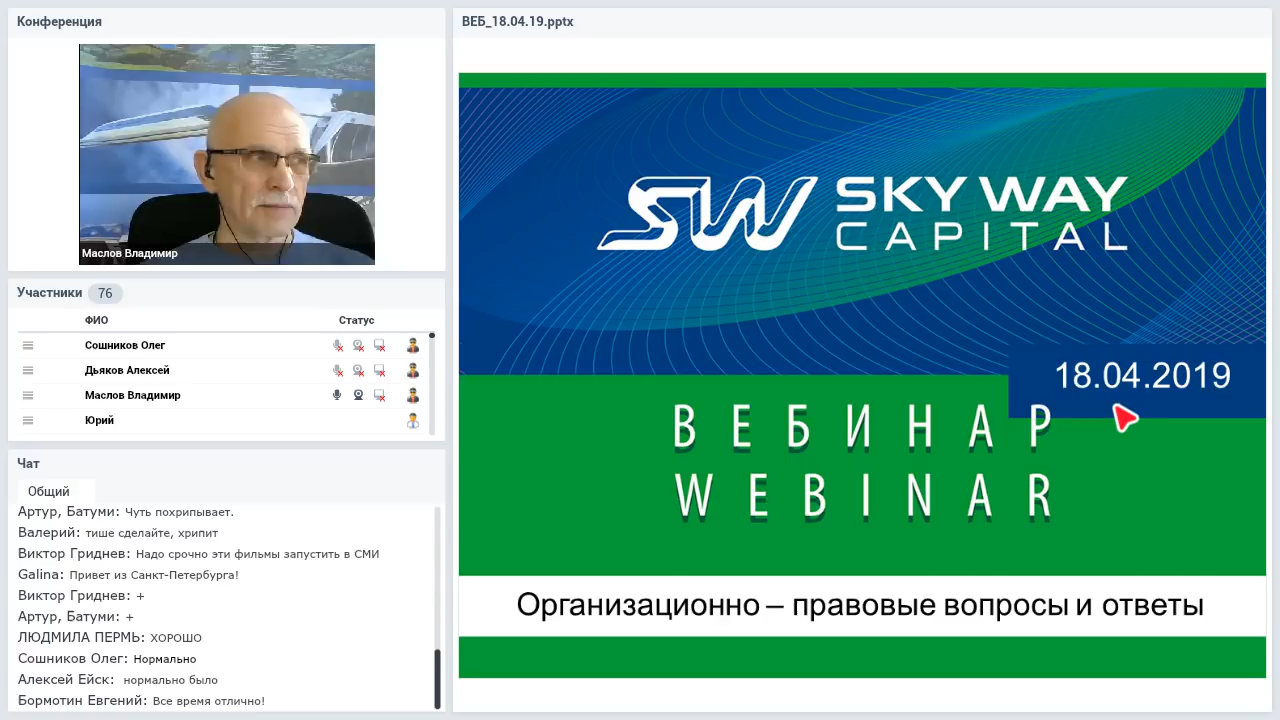 Конференция
Маслов Владимир
Участники 76
ФИО Статус
Сошников Олег
Дьяков Алексей
Маслов Владимир
Юрий
Чат
Общий
Артур, Батуми: Чуть похрипывает.
Валерий: тише сделайте, хрипит
Виктор Гриднев: Надо срочно эти фильмы запустить в СМИ
Galina: Привет из Санкт-Петербурга!
Виктор Гриднев: +
Артур, Батуми: +
ЛЮДМИЛА ПЕРМЬ: ХОРОШО
Сошников Олег: Нормально
Алексей Ейск: нормально было
Бормотин Евгений: Все время отлично!
ВЕБ_18.04.19.pptx
SW SKY WAY
CAPITAL
18.04.2019
ВЕБИНАР
WEBINAR
Организационно – правовые вопросы и ответы